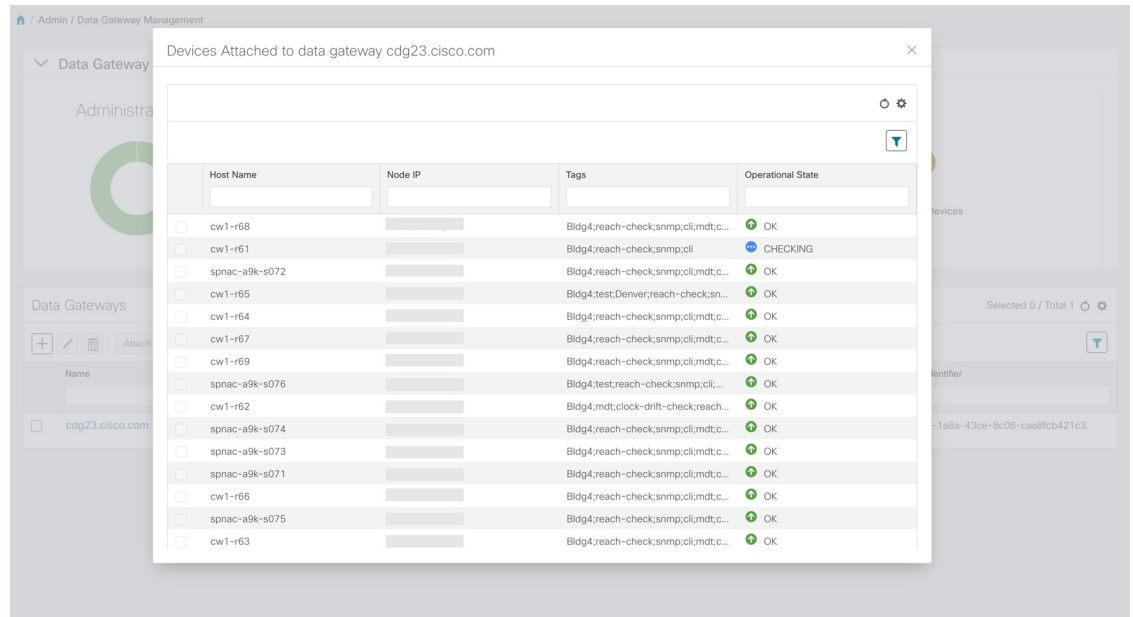 / Admin / Data Gateway Management
Devices Attached to data gateway cdg23.cisco.com
Data Gateway
Administra
Devices
Host Name Node IP Tags Operational State
cw1-r68 Bldg4;reach-check;snmp;cli;mdt;c... OK
cw1-r61 Bldg4;reach-check;snmp;cli CHECKING
spnac-a9k-s072 Bldg4;reach-check;snmp;cli;mdt;c... OK
cw1-r65 Bldg4;test;Denver;reach-check;sn... OK
cw1-r64 Bldg4;reach-check;snmp;cli;mdt;c... OK
cw1-r67 Bldg4;reach-check;snmp;cli;mdt;c... OK
cw1-r69 Bldg4;reach-check;snmp;cli;mdt;c... OK
spnac-a9k-s076 Bldg4;test;reach-check;snmp;cli;... OK
cw1-r62 Bldg4;mdt;clock-drift-check;reach... OK
spnac-a9k-s074 Bldg4;reach-check;snmp;cli;mdt;c... OK
spnac-a9k-s073 Bldg4;reach-check;snmp;cli;mdt;c... OK
spnac-a9k-s071 Bldg4;reach-check;snmp;cli;mdt;c... OK
cw1-r66 Bldg4;reach-check;snmp;cli;mdt;c... OK
spnac-a9k-s075 Bldg4;reach-check;snmp;cli;mdt;c... OK
cw1-r63 Bldg4;reach-check;snmp;cli;mdt;c... OK
Data Gateways Selected 0 / Total 1
Attach
Name dentifier
cdg23.cisco.com -1a8a-43ce-8c06-caa8fcb421c3